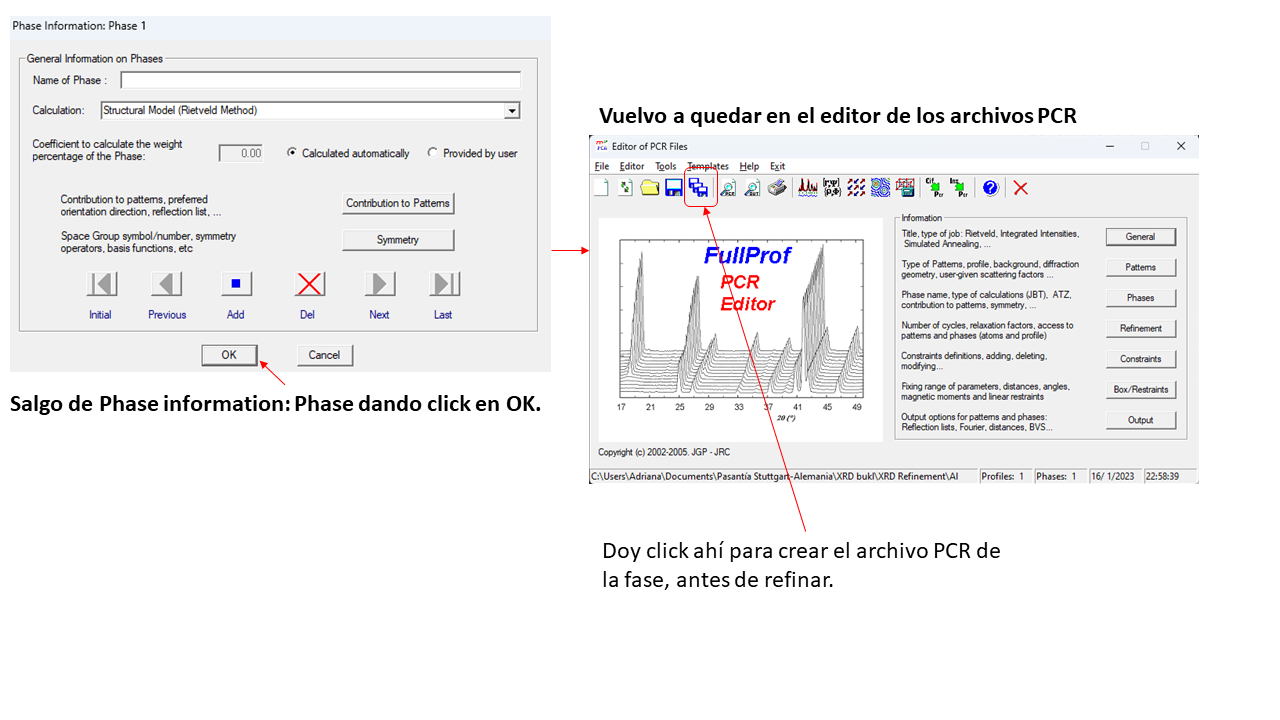 Phase Information: Phase 1
General Information on Phases
Name of Phase :
Calculation:
Structural Model (Rietveld Method)
Coefficient to calculate the weight
percentage of the Phase:
0.00
Calculated automatically
Provided by user
Contribution to patterns, preferred
orientation direction, reflection list, ...
Contribution to Patterns
Space Group symbol/number, symmetry
operators, basis functions, etc
Symmetry
Initial
Previous
Add
Del
Next
Last
OK
Cancel
Salgo de Phase information: Phase dando click en OK.
Vuelvo a quedar en el editor de los archivos PCR
Editor of PCR Files
File Editor Tools Templates Help Exit
FullProf
PCR
Editor
17 21 25 29 33 37 41 45 49
2θ (°)
Information
Title, type of job: Rietveld, Integrated Intensities,
Simulated Annealing, ...
General
Type of Patterns, profile, background, diffraction
geometry, user-given scattering factors ...
Patterns
Phase name, type of calculations (JBT), ATZ,
contribution to patterns, symmetry, ...
Phases
Number of cycles, relaxation factors, access to
patterns and phases (atoms and profile)
Refinement
Constraints definitions, adding, deleting,
modifying...
Constraints
Fixing range of parameters, distances, angles,
magnetic moments and linear restraints
Box/Restraints
Output options for patterns and phases:
Reflection lists, Fourier, distances, BVS...
Output
Copyright (c) 2002-2005. JGP - JRC
C:\Users\Adriana\Documents\Pasantía Stuttgart-Alemania\XRD bukl\XRD Refinement\Al
Profiles: 1
Phases: 1
16/ 1/2023
22:58:39
Doy click ahí para crear el archivo PCR de
la fase, antes de refinar.